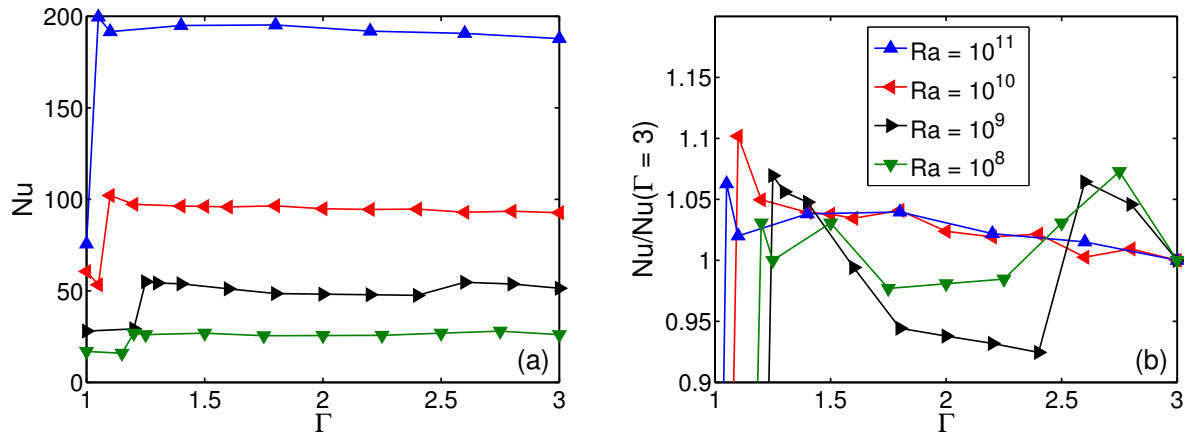 200
150
100
50
0
Nu
1
1.5
2
2.5
3
Γ
(a)
1.15
1.1
1.05
1
0.95
0.9
Nu/Nu(Γ = 3)
Ra = 10^11
Ra = 10^10
Ra = 10^9
Ra = 10^8
1
1.5
2
2.5
3
Γ
(b)